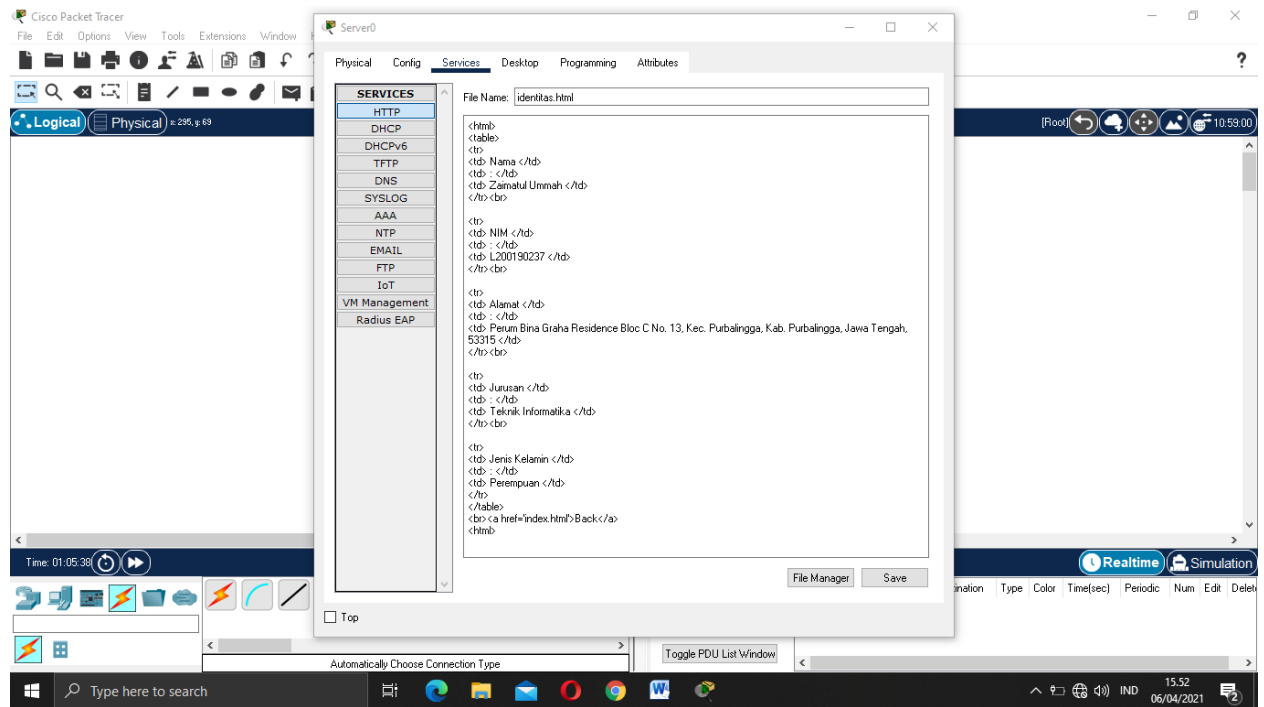 Cisco Packet Tracer
File Edit Options View Tools Extensions Window
Server0
Physical Config Services Desktop Programming Attributes
?
SERVICES
HTTP
DHCP
DHCPv6
TFTP
DNS
SYSLOG
AAA
NTP
EMAIL
FTP
IoT
VM Management
Radius EAP
File Name: identitas.html
<html>
<table>
<tr>
<td> Nama </td>
<td> : </td>
<td> Zaimatul Ummah </td>
</tr><br>
<tr>
<td> NIM </td>
<td> : </td>
<td> L200190237 </td>
</tr><br>
<tr>
<td> Alamat </td>
<td> : </td>
<td> Perum Bina Graha Residence Bloc C No. 13, Kec. Purbalingga, Kab. Purbalingga, Jawa Tengah,
53315 </td>
</tr><br>
<tr>
<td> Jurusan </td>
<td> : </td>
<td> Teknik Informatika </td>
</tr><br>
<tr>
<td> Jenis Kelamin </td>
<td> : </td>
<td> Perempuan </td>
</tr>
</table>
<br><a href='index.html'>Back</a>
<html>
File Manager Save
Top
Logical Physical x: 295, y: 69
[Root] 10:59:00
Time: 01:05:38
Realtime Simulation
ination Type Color Time(sec) Periodic Num Edit Delet
Toggle PDU List Window
Automatically Choose Connection Type
Type here to search
IND
15.52
06/04/2021
2